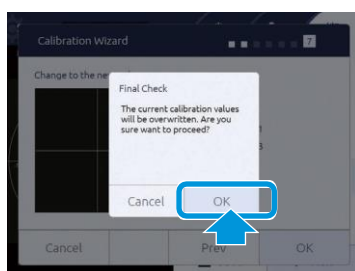 Calibration Wizard
7
Change to the ne
Final Check
The current calibration values
will be overwritten. Are you
sure want to proceed?
Cancel
OK
Cancel
Prev
OK